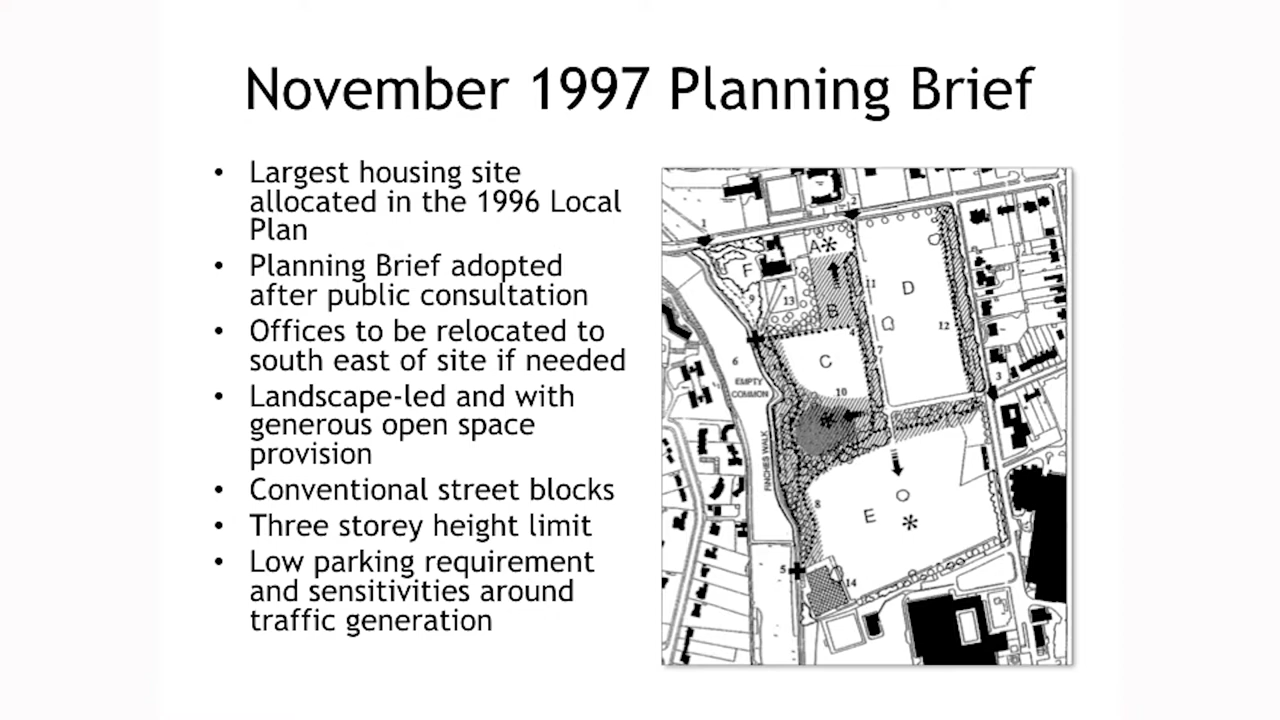 November 1997 Planning Brief
• Largest housing site
allocated in the 1996 Local
Plan
• Planning Brief adopted
after public consultation
• Offices to be relocated to
south east of site if needed
• Landscape-led and with
generous open space
provision
• Conventional street blocks
• Three storey height limit
• Low parking requirement
and sensitivities around
traffic generation
1
2
A
F
9
13
B
11
D
12
4
7
6
C
EMPTY
COMMON
10
3
FINCHES WALK
8
E
5
14